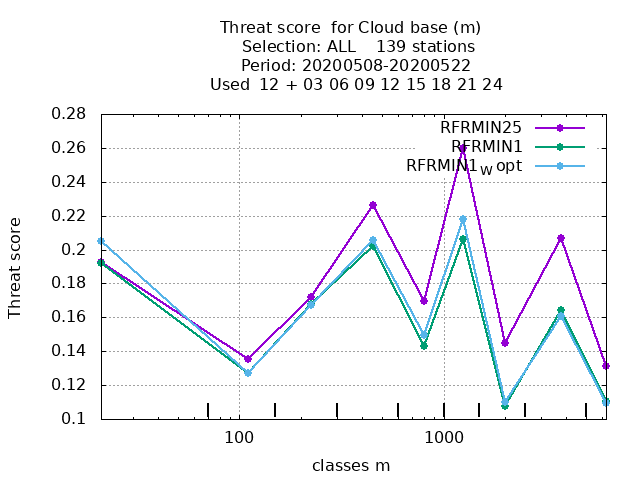 Threat score  for Cloud base (m)
Selection: ALL    139 stations
Period: 20200508-20200522
Used  12 + 03 06 09 12 15 18 21 24
RFRMIN25
RFRMIN1
RFRMIN1W opt
Threat score
0.28
0.26
0.24
0.22
0.2
0.18
0.16
0.14
0.12
0.1
100
1000
classes m